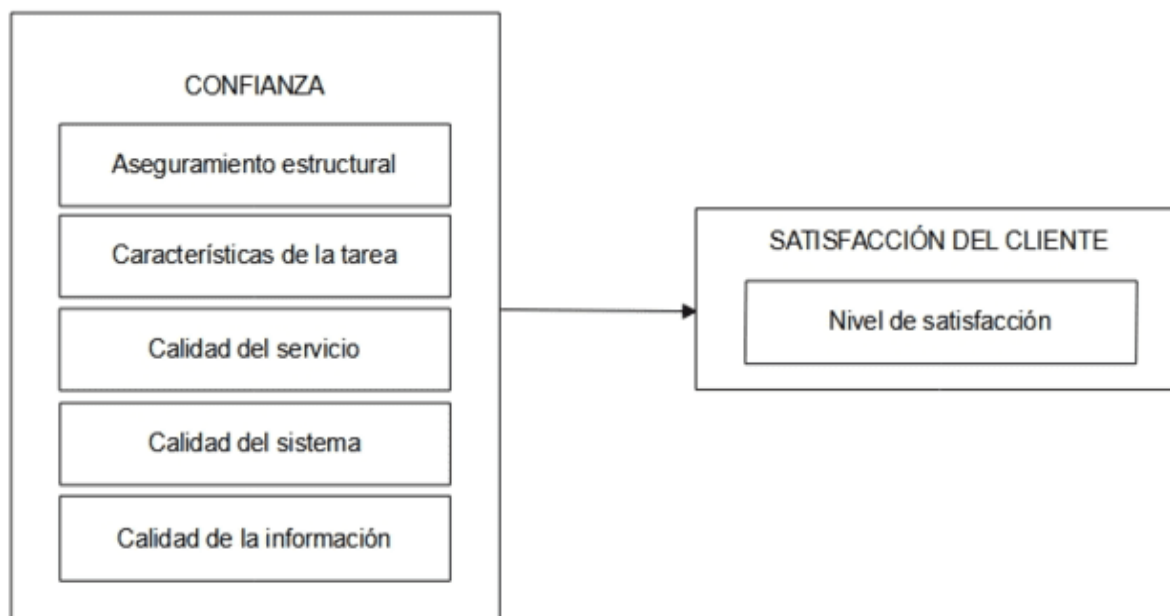 CONFIANZA
Aseguramiento estructural
Características de la tarea
Calidad del servicio
Calidad del sistema
Calidad de la información
SATISFACCIÓN DEL CLIENTE
Nivel de satisfacción